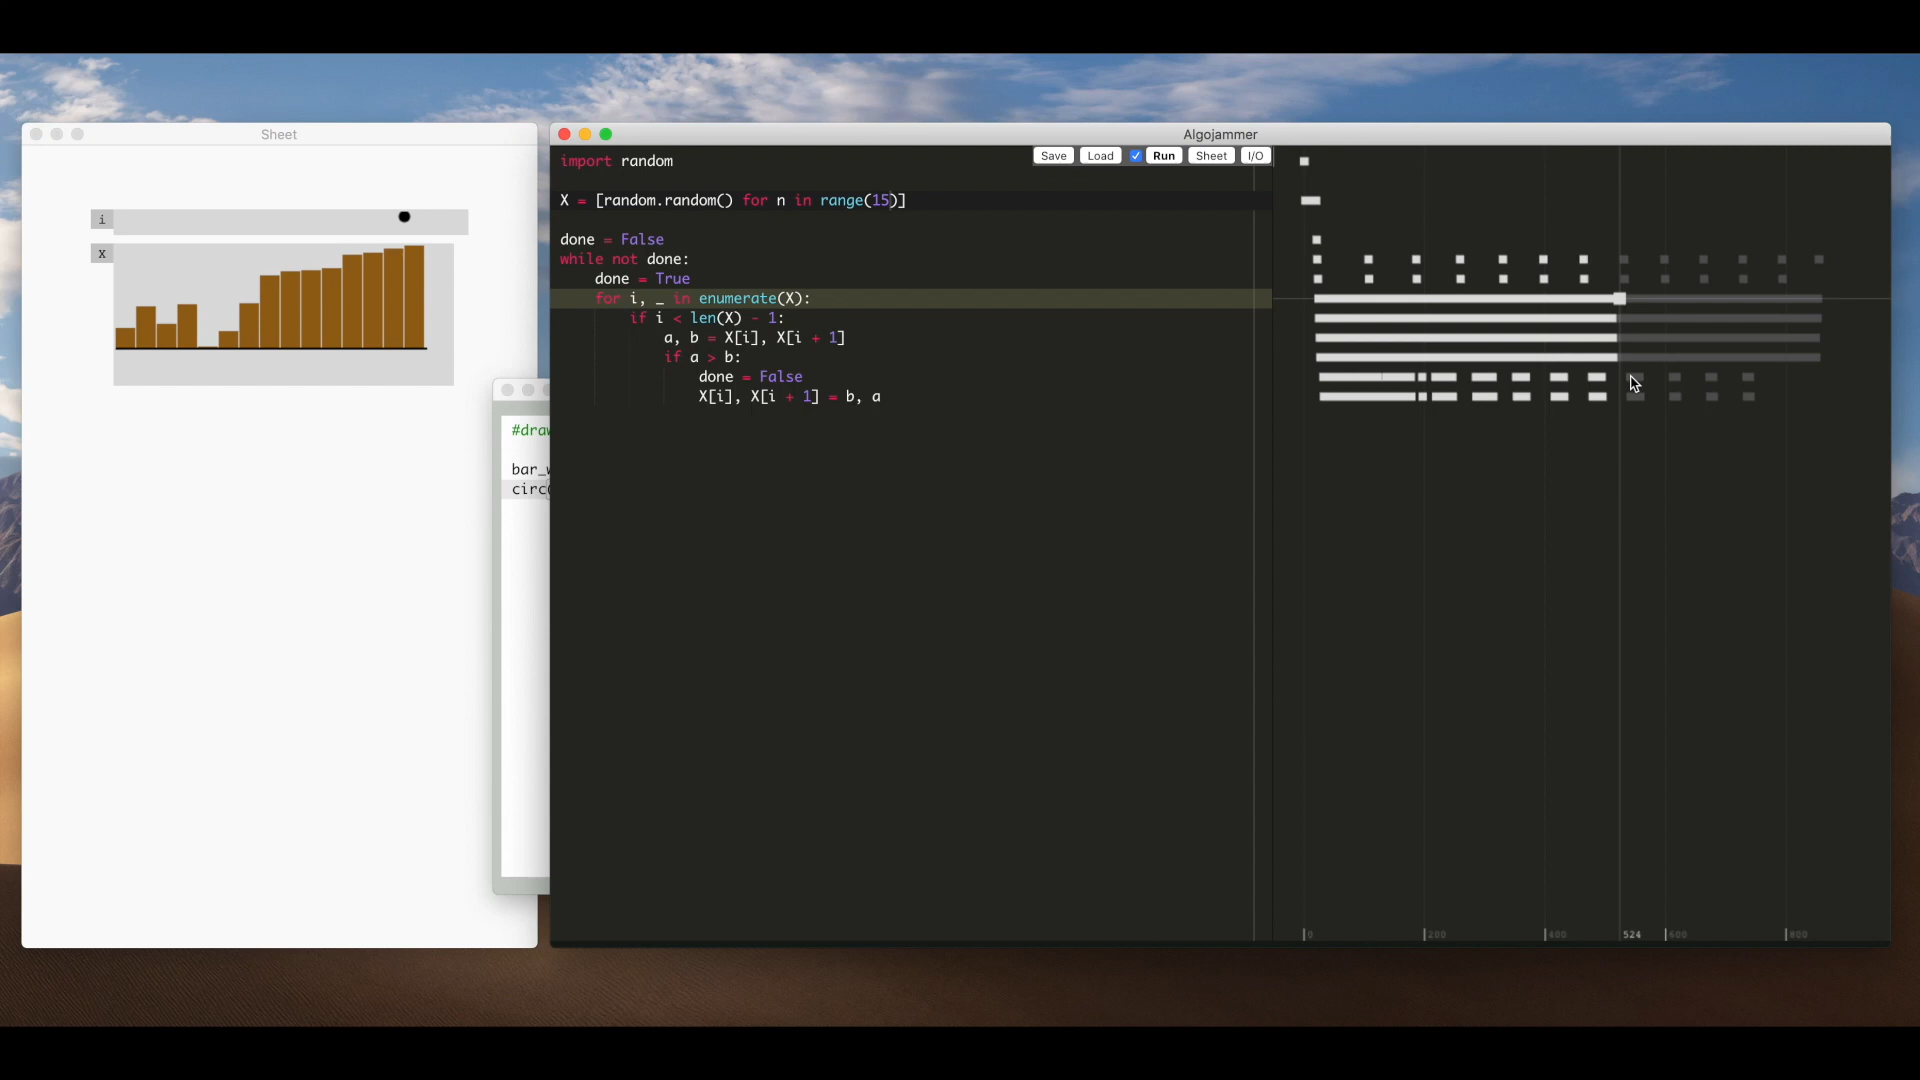 Sheet
i
X
#draw
bar_w
circ
Algojammer
Save
Load
Run
Sheet
I/O
import random
X = [random.random() for n in range(15)]
done = False
while not done:
    done = True
    for i, _ in enumerate(X):
        if i < len(X) - 1:
            a, b = X[i], X[i + 1]
            if a > b:
                done = False
                X[i], X[i + 1] = b, a
0
200
400
524
600
800